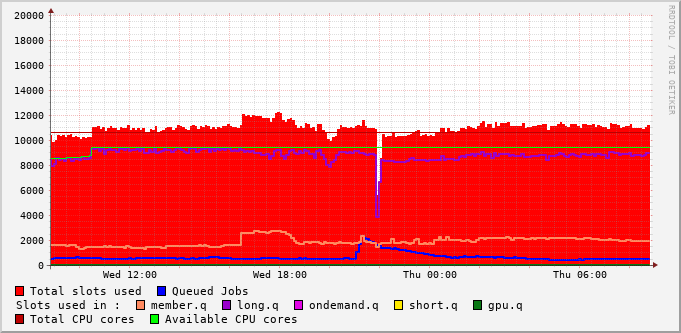 20000
18000
16000
14000
12000
10000
8000
6000
4000
2000
0
Wed 12:00 Wed 18:00 Thu 00:00 Thu 06:00
Total slots used Queued Jobs
Slots used in : member.q long.q ondemand.q short.q gpu.q
Total CPU cores Available CPU cores
RRDTOOL / TOBI OETIKER